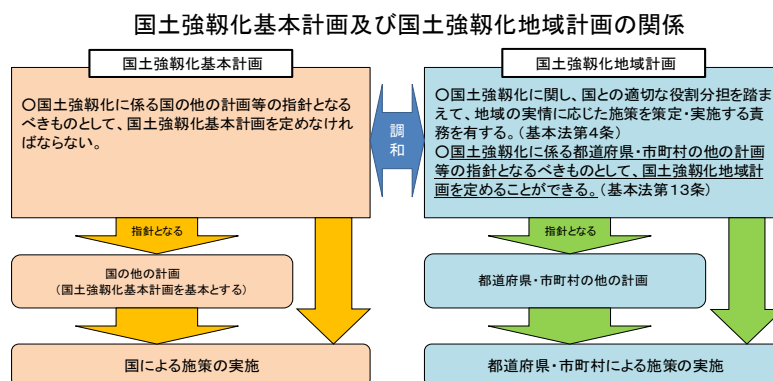 国土強靱化基本計画及び国土強靱化地域計画の関係
国土強靱化基本計画
〇国土強靱化に係る国の他の計画等の指針となる
べきものとして、国土強靱化基本計画を定めなけれ
ばならない。
調
和
国土強靱化地域計画
〇国土強靱化に関し、国との適切な役割分担を踏ま
えて、地域の実情に応じた施策を策定・実施する責
務を有する。（基本法第4条）
〇国土強靱化に係る都道府県・市町村の他の計画
等の指針となるべきものとして、国土強靱化地域計
画を定めることができる。（基本法第13条）
指針となる
指針となる
国の他の計画
（国土強靱化基本計画を基本とする）
都道府県・市町村の他の計画
国による施策の実施
都道府県・市町村による施策の実施